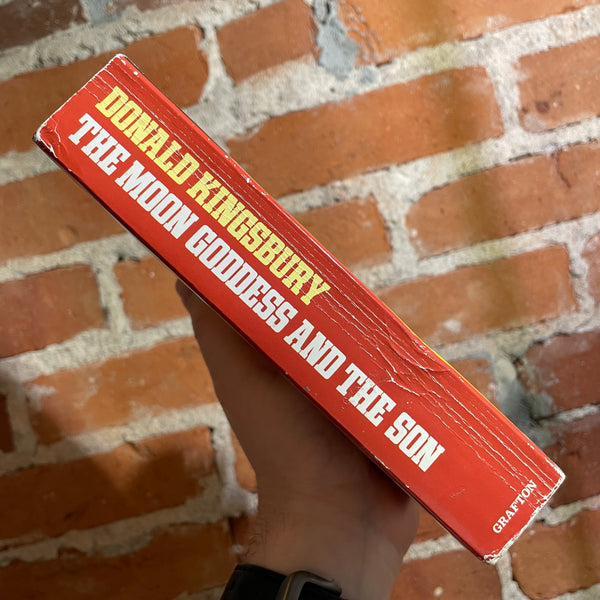 DONALD KINGSBURY
THE MOON GODDESS AND THE SON
GRAFTON